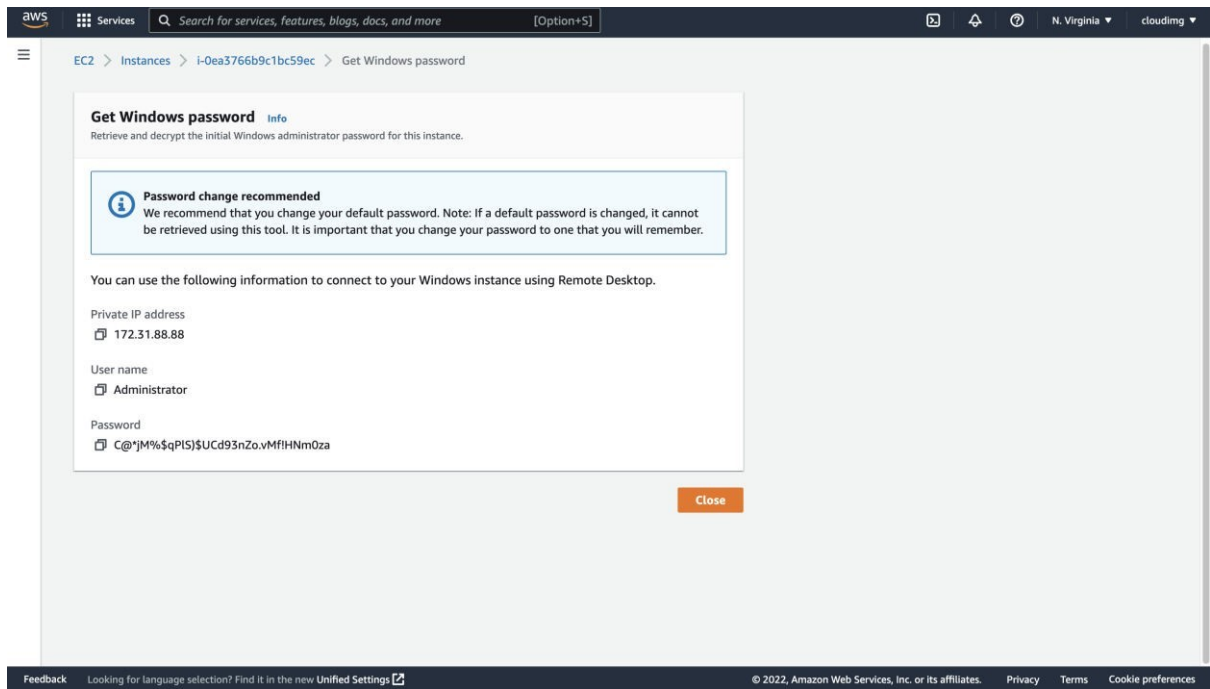 aws Services Search for services, features, blogs, docs, and more [Option+S] N. Virginia ▼ cloudimg ▼
EC2 > Instances > i-0ea3766b9c1bc59ec > Get Windows password
Get Windows password Info
Retrieve and decrypt the initial Windows administrator password for this instance.
Password change recommended
We recommend that you change your default password. Note: If a default password is changed, it cannot
be retrieved using this tool. It is important that you change your password to one that you will remember.
You can use the following information to connect to your Windows instance using Remote Desktop.
Private IP address
172.31.88.88
User name
Administrator
Password
C@*jM%$qPlS)$UCd93nZo.vMf!HNm0za
Close
Feedback Looking for language selection? Find it in the new Unified Settings © 2022, Amazon Web Services, Inc. or its affiliates. Privacy Terms Cookie preferences